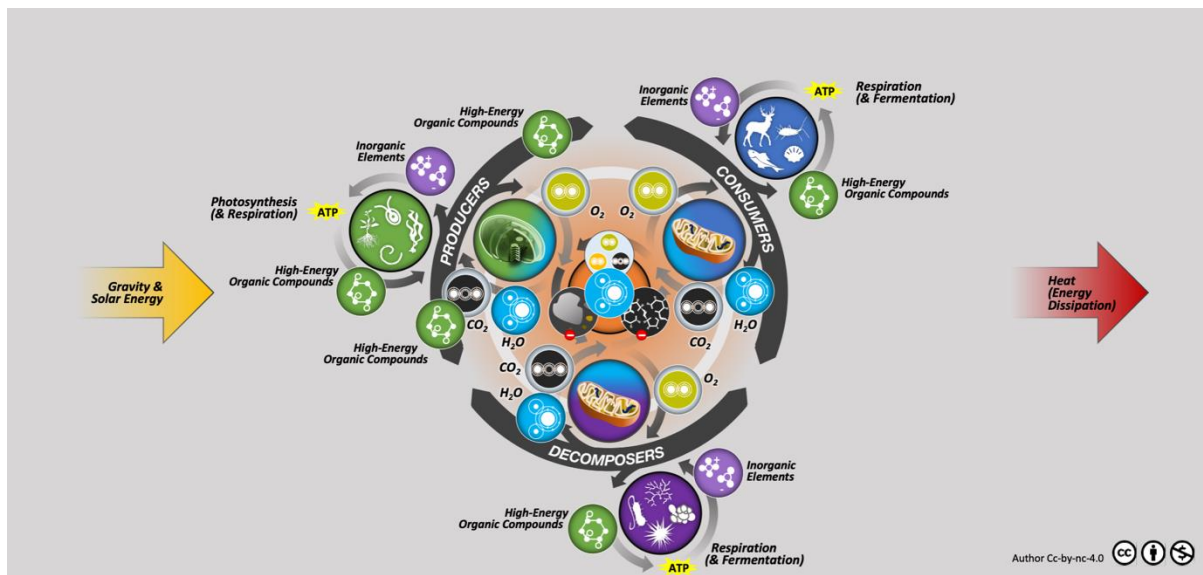 Inorganic
Elements
ATP
Respiration
(& Fermentation)
High-Energy
Organic Compounds
High-Energy
Organic Compounds
CONSUMERS
Inorganic
Elements
Photosynthesis
(& Respiration)
ATP
High-Energy
Organic Compounds
PRODUCERS
O₂
O₂
Gravity &
Solar Energy
Heat
(Energy
Dissipation)
CO₂
H₂O
CO₂
H₂O
High-Energy
Organic Compounds
CO₂
H₂O
O₂
DECOMPOSERS
Inorganic
Elements
High-Energy
Organic Compounds
ATP
Respiration
(& Fermentation)
Author Cc-by-nc-4.0
CC